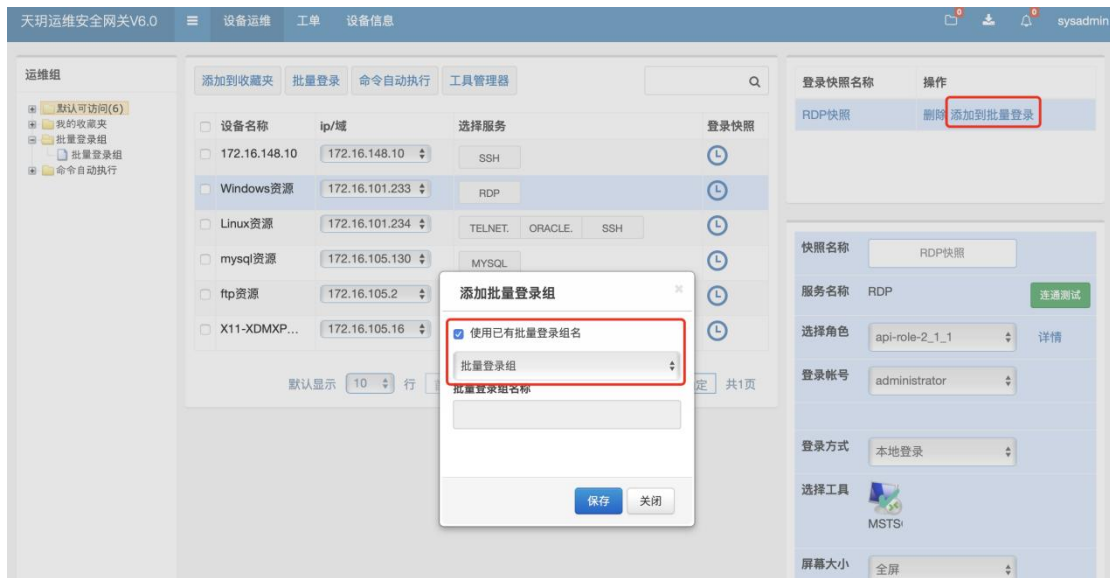 天玥运维安全网关V6.0 设备运维 工单 设备信息 0 0 sysadmin
运维组
默认可访问(6)
我的收藏夹
批量登录组
批量登录组
命令自动执行
添加到收藏夹 批量登录 命令自动执行 工具管理器
设备名称 ip/域 选择服务 登录快照
172.16.148.10 172.16.148.10 SSH
Windows资源 172.16.101.233 RDP
Linux资源 172.16.101.234 TELNET. ORACLE. SSH
mysql资源 172.16.105.130 MYSQL
ftp资源 172.16.105.2
X11-XDMXP... 172.16.105.16
默认显示 10 行 定 共1页
添加批量登录组 ×
使用已有批量登录组名
批量登录组
批量登录组名称
保存 关闭
登录快照名称 操作
RDP快照 删除 添加到批量登录
快照名称 RDP快照
服务名称 RDP 连通测试
选择角色 api-role-2_1_1 详情
登录帐号 administrator
登录方式 本地登录
选择工具
MSTS
屏幕大小 全屏